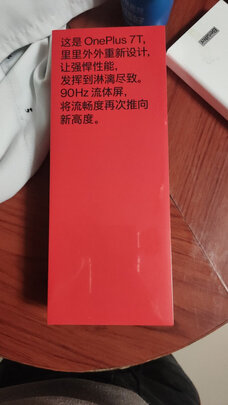 这是 OnePlus 7T,
里里外外重新设计,
让强悍性能,
发挥到淋漓尽致。
90Hz 流体屏,
将流畅度再次推向
新高度。